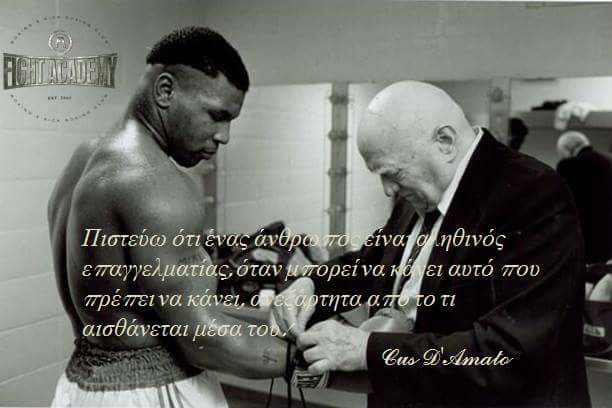 FIGHT ACADEMY
Πιστεύω ότι ένας άνθρωπος είναι αληθινός
επαγγελματίας, όταν μπορεί να κάνει αυτό που
πρέπει να κάνει, ανεξάρτητα απο το τι
αισθάνεται μέσα του.
Cus D'Amato